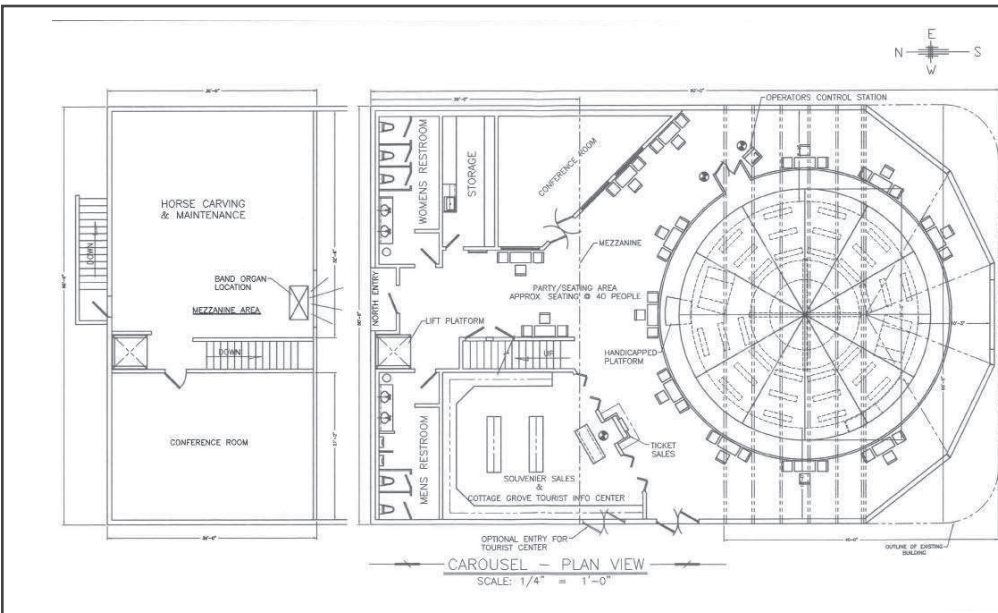 E
N
S
W
OPERATORS CONTROL STATION
WOMENS RESTROOM
STORAGE
CONFERENCE ROOM
HORSE CARVING
& MAINTENANCE
DOWN
BAND ORGAN
LOCATION
MEZZANINE AREA
MEZZANINE
PARTY/SEATING AREA
APPROX. SEATING @ 40 PEOPLE
NORTH ENTRY
LIFT PLATFORM
DOWN
UP
HANDICAPPED
PLATFORM
CONFERENCE ROOM
MENS RESTROOM
TICKET
SALES
SOUVENIER SALES
&
COTTAGE GROVE TOURIST INFO CENTER
OPTIONAL ENTRY FOR
TOURIST CENTER
OUTLINE OF EXISTING
BUILDING
CAROUSEL - PLAN VIEW
SCALE: 1/4" = 1'-0"